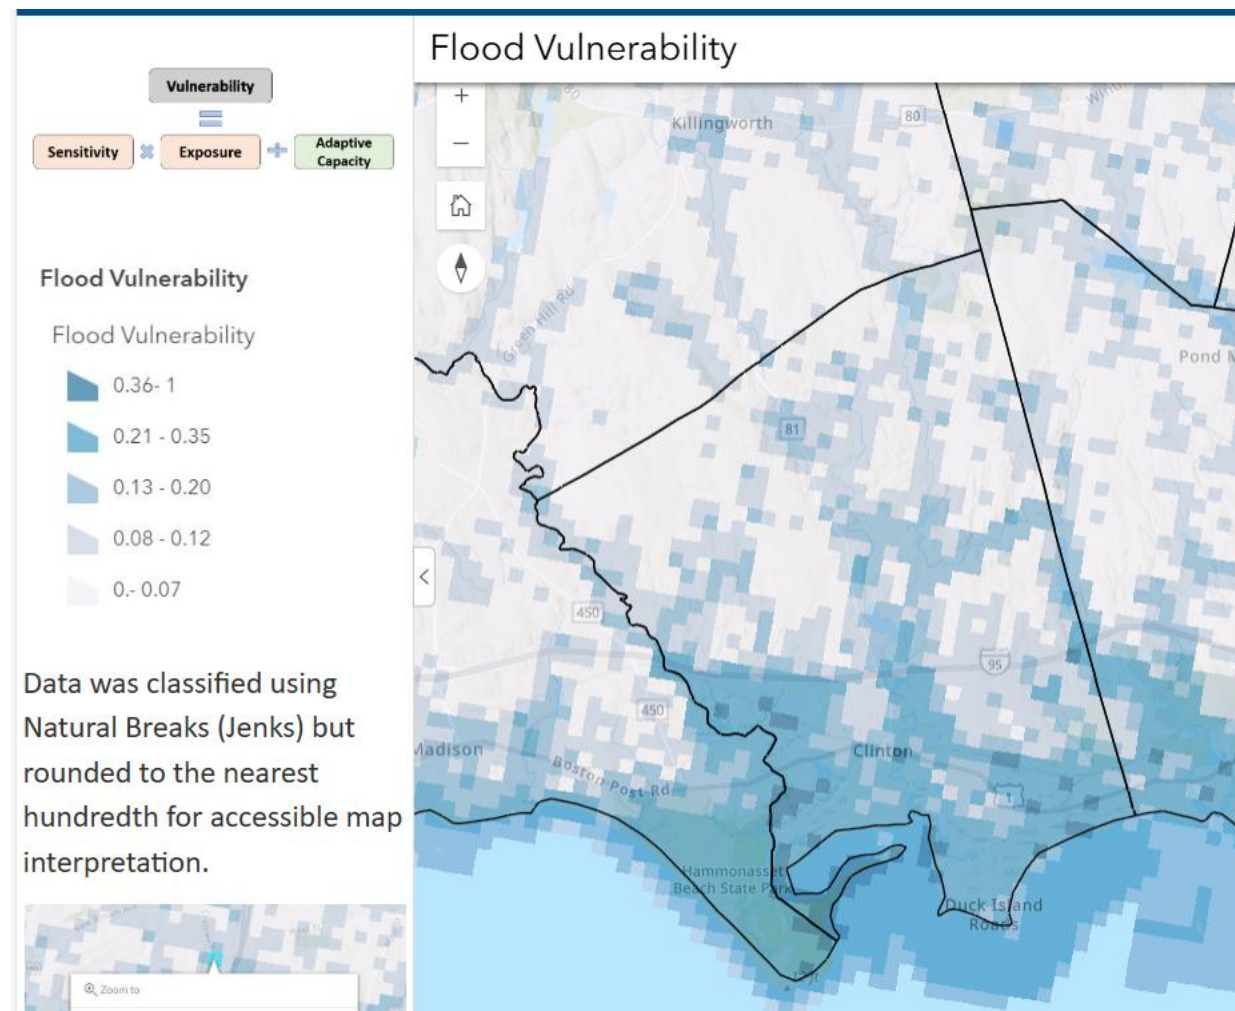 Vulnerability
Sensitivity
Exposure
Adaptive
Capacity
Flood Vulnerability
Flood Vulnerability
0.36- 1
0.21 - 0.35
0.13 - 0.20
0.08 - 0.12
0.- 0.07
Data was classified using
Natural Breaks (Jenks) but
rounded to the nearest
hundredth for accessible map
interpretation.
Zoom to
Flood Vulnerability
+
−
80
Killingworth
80
Green Hill Rd
Pond
81
450
95
450
Madison
Boston Post Rd
Clinton
1
Hammonasset
Beach State Park
Duck Island
Roads